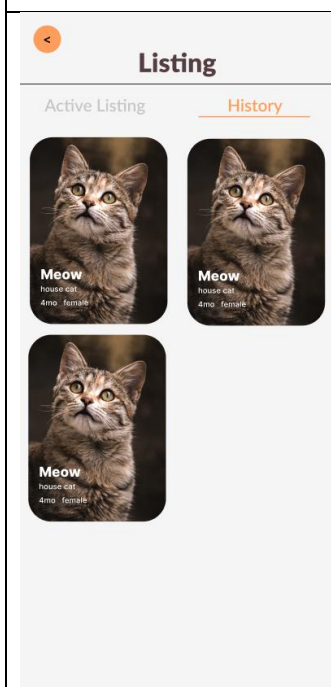 <
Listing
Active Listing History
Meow
house cat
4mo female
Meow
house cat
4mo female
Meow
house cat
4mo female